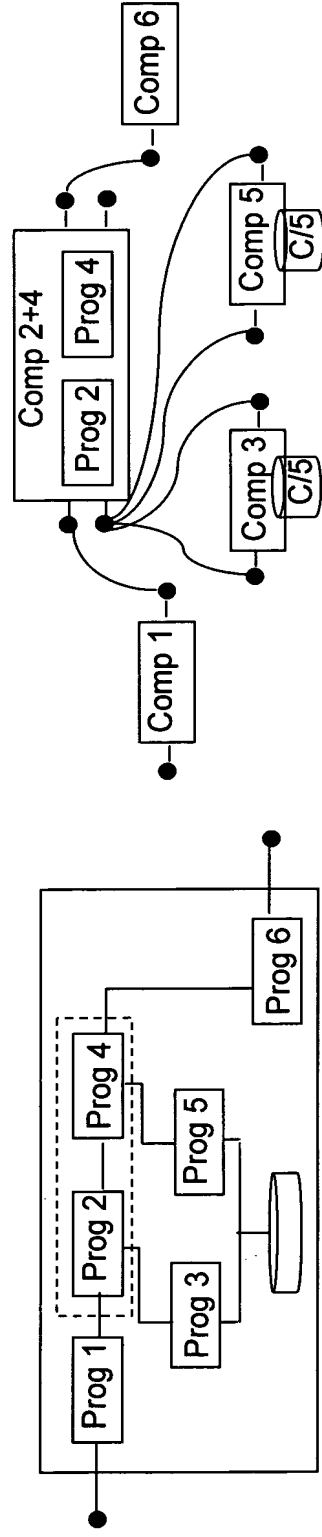 Prog 1
Prog 2
Prog 4
Prog 3
Prog 5
Prog 6
Comp 1
Comp 2+4
Prog 2
Prog 4
Comp 3
C/5
Comp 5
C/5
Comp 6